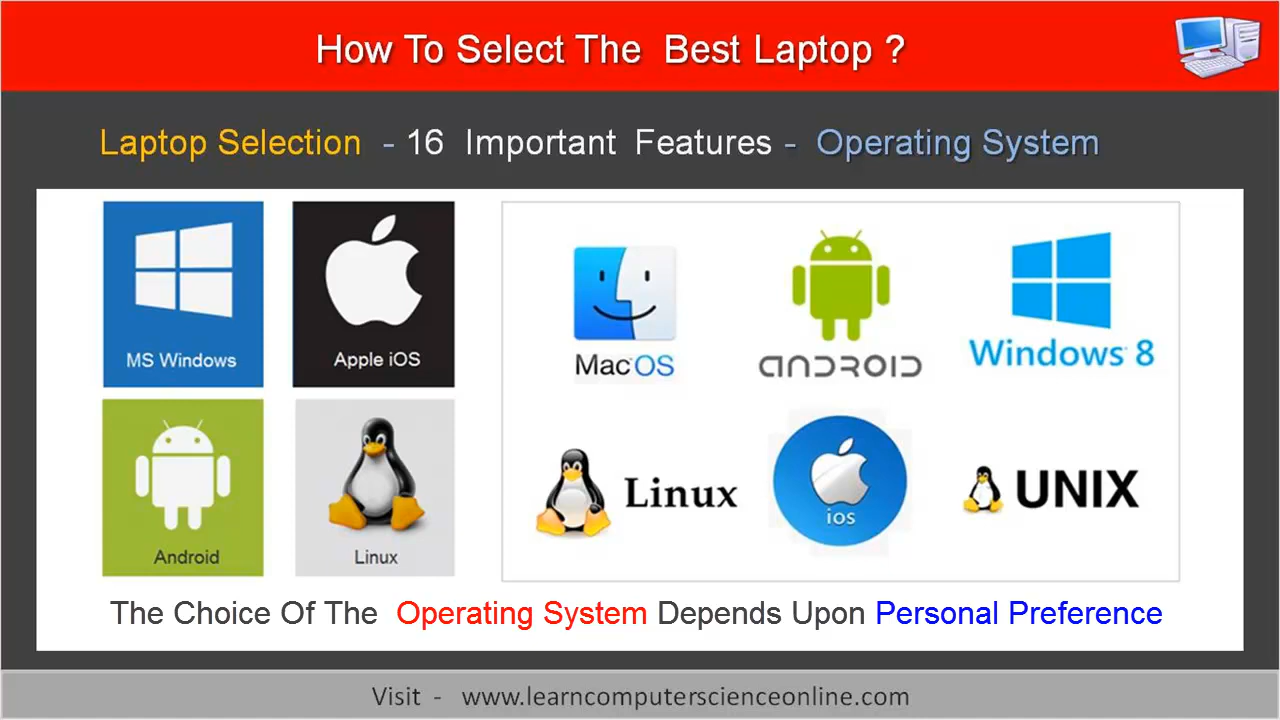 How To Select The Best Laptop ?
Laptop Selection - 16 Important Features - Operating System
MS Windows
Apple iOS
Android
Linux
Mac OS
ANDROID
Windows 8
Linux
ios
UNIX
The Choice Of The Operating System Depends Upon Personal Preference
Visit - www.learncomputerscienceonline.com